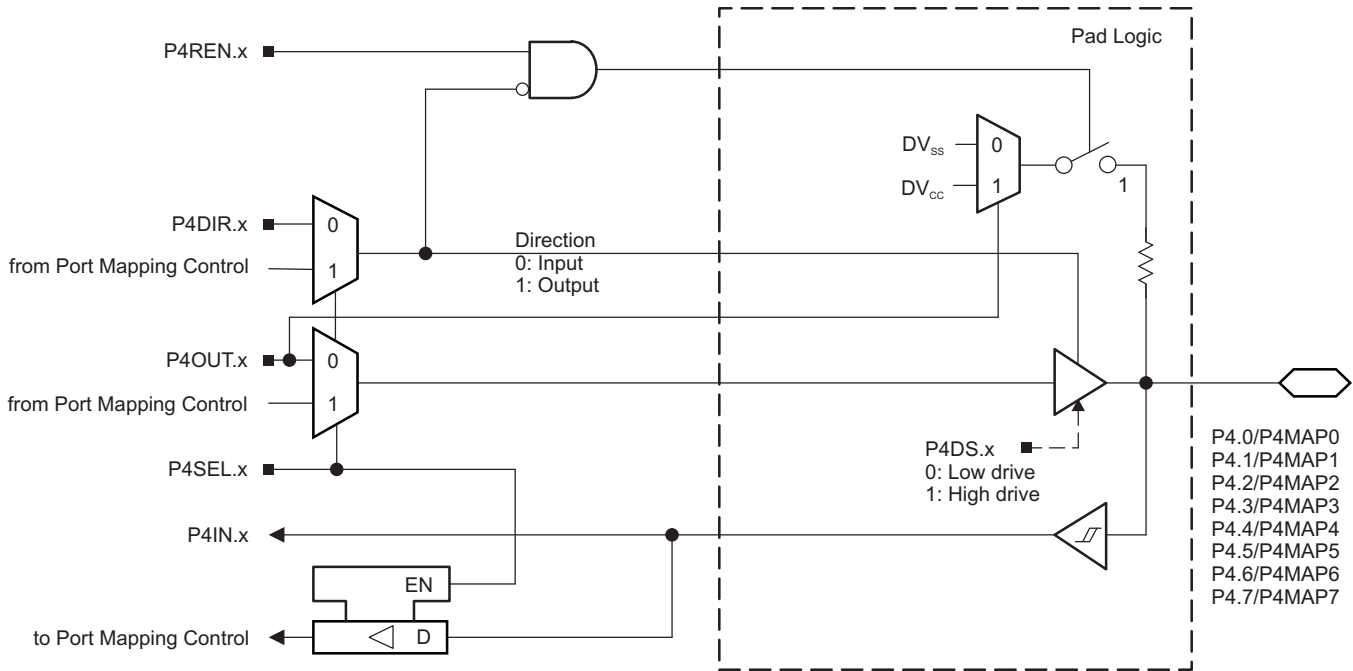 Pad Logic
P4REN.x
DVSS
0
DVCC
1
1
P4DIR.x
0
from Port Mapping Control
1
Direction
0: Input
1: Output
P4OUT.x
0
from Port Mapping Control
1
P4SEL.x
P4DS.x
0: Low drive
1: High drive
P4IN.x
EN
to Port Mapping Control
D
P4.0/P4MAP0
P4.1/P4MAP1
P4.2/P4MAP2
P4.3/P4MAP3
P4.4/P4MAP4
P4.5/P4MAP5
P4.6/P4MAP6
P4.7/P4MAP7